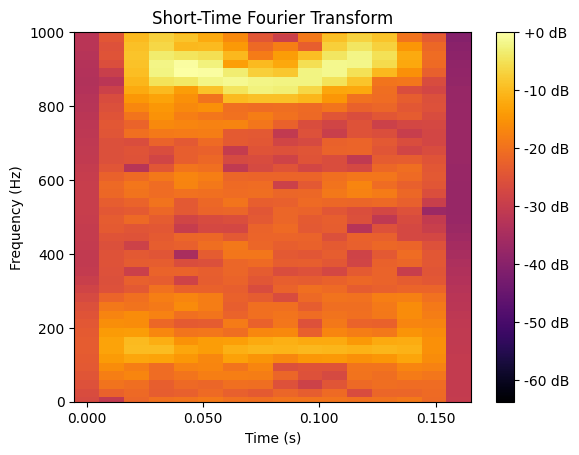 Short-Time Fourier Transform
1000
800
600
400
200
0
Frequency (Hz)
0.000
0.050
0.100
0.150
Time (s)
+0 dB
-10 dB
-20 dB
-30 dB
-40 dB
-50 dB
-60 dB